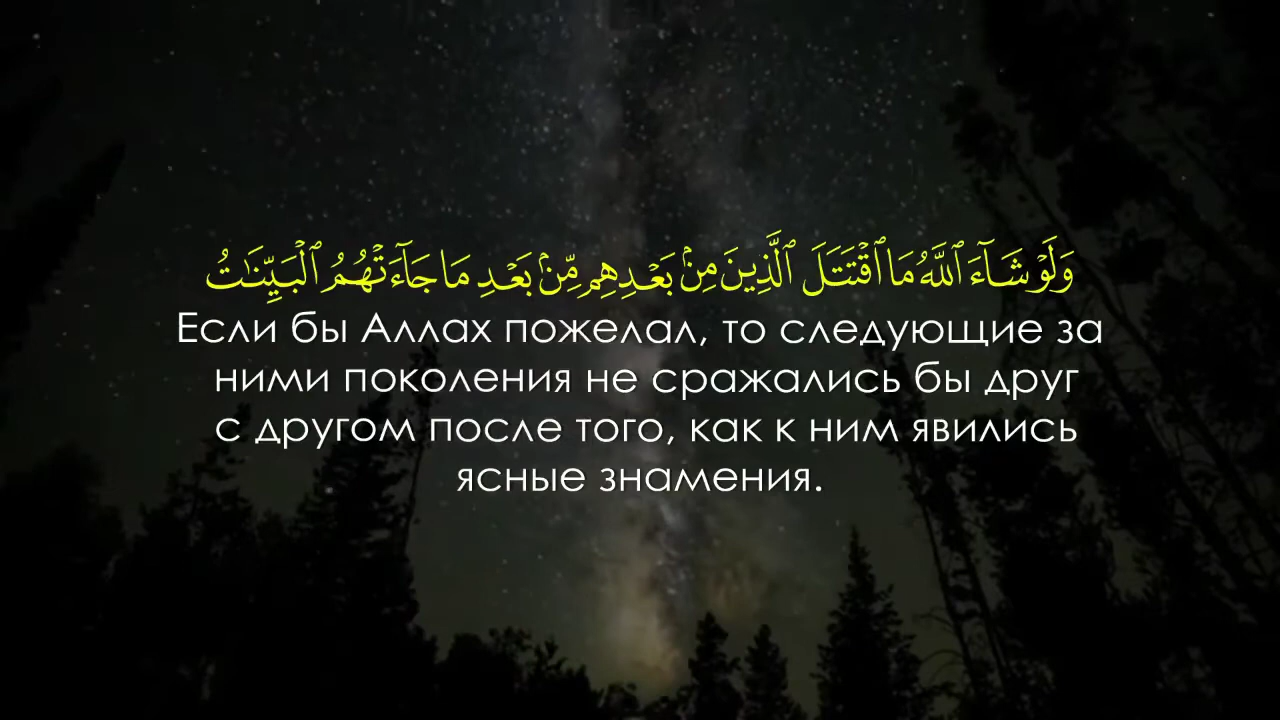 وَلَوْ شَآءَ ٱللَّهُ مَا ٱقْتَتَلَ ٱلَّذِينَ مِنۢ بَعْدِهِم مِّنۢ بَعْدِ مَا جَآءَتْهُمُ ٱلْبَيِّنَـٰتُ
Если бы Аллах пожелал, то следующие за
ними поколения не сражались бы друг
с другом после того, как к ним явились
ясные знамения.